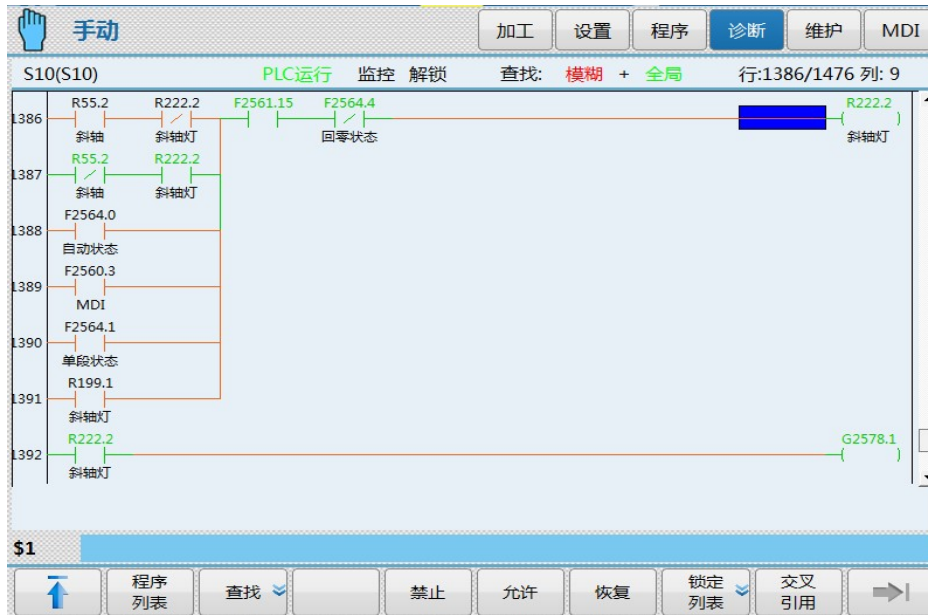 手动 加工 设置 程序 诊断 维护 MDI
S10(S10) PLC运行 监控 解锁 查找: 模糊 + 全局 行:1386/1476 列: 9
R55.2 R222.2 F2561.15 F2564.4 R222.2
1386
斜轴 斜轴灯 回零状态 斜轴灯
R55.2 R222.2
1387
斜轴 斜轴灯
F2564.0
1388
自动状态
F2560.3
1389
MDI
F2564.1
1390
单段状态
R199.1
1391
斜轴灯
R222.2 G2578.1
1392
斜轴灯
$1
程序列表 查找 禁止 允许 恢复 锁定列表 交叉引用